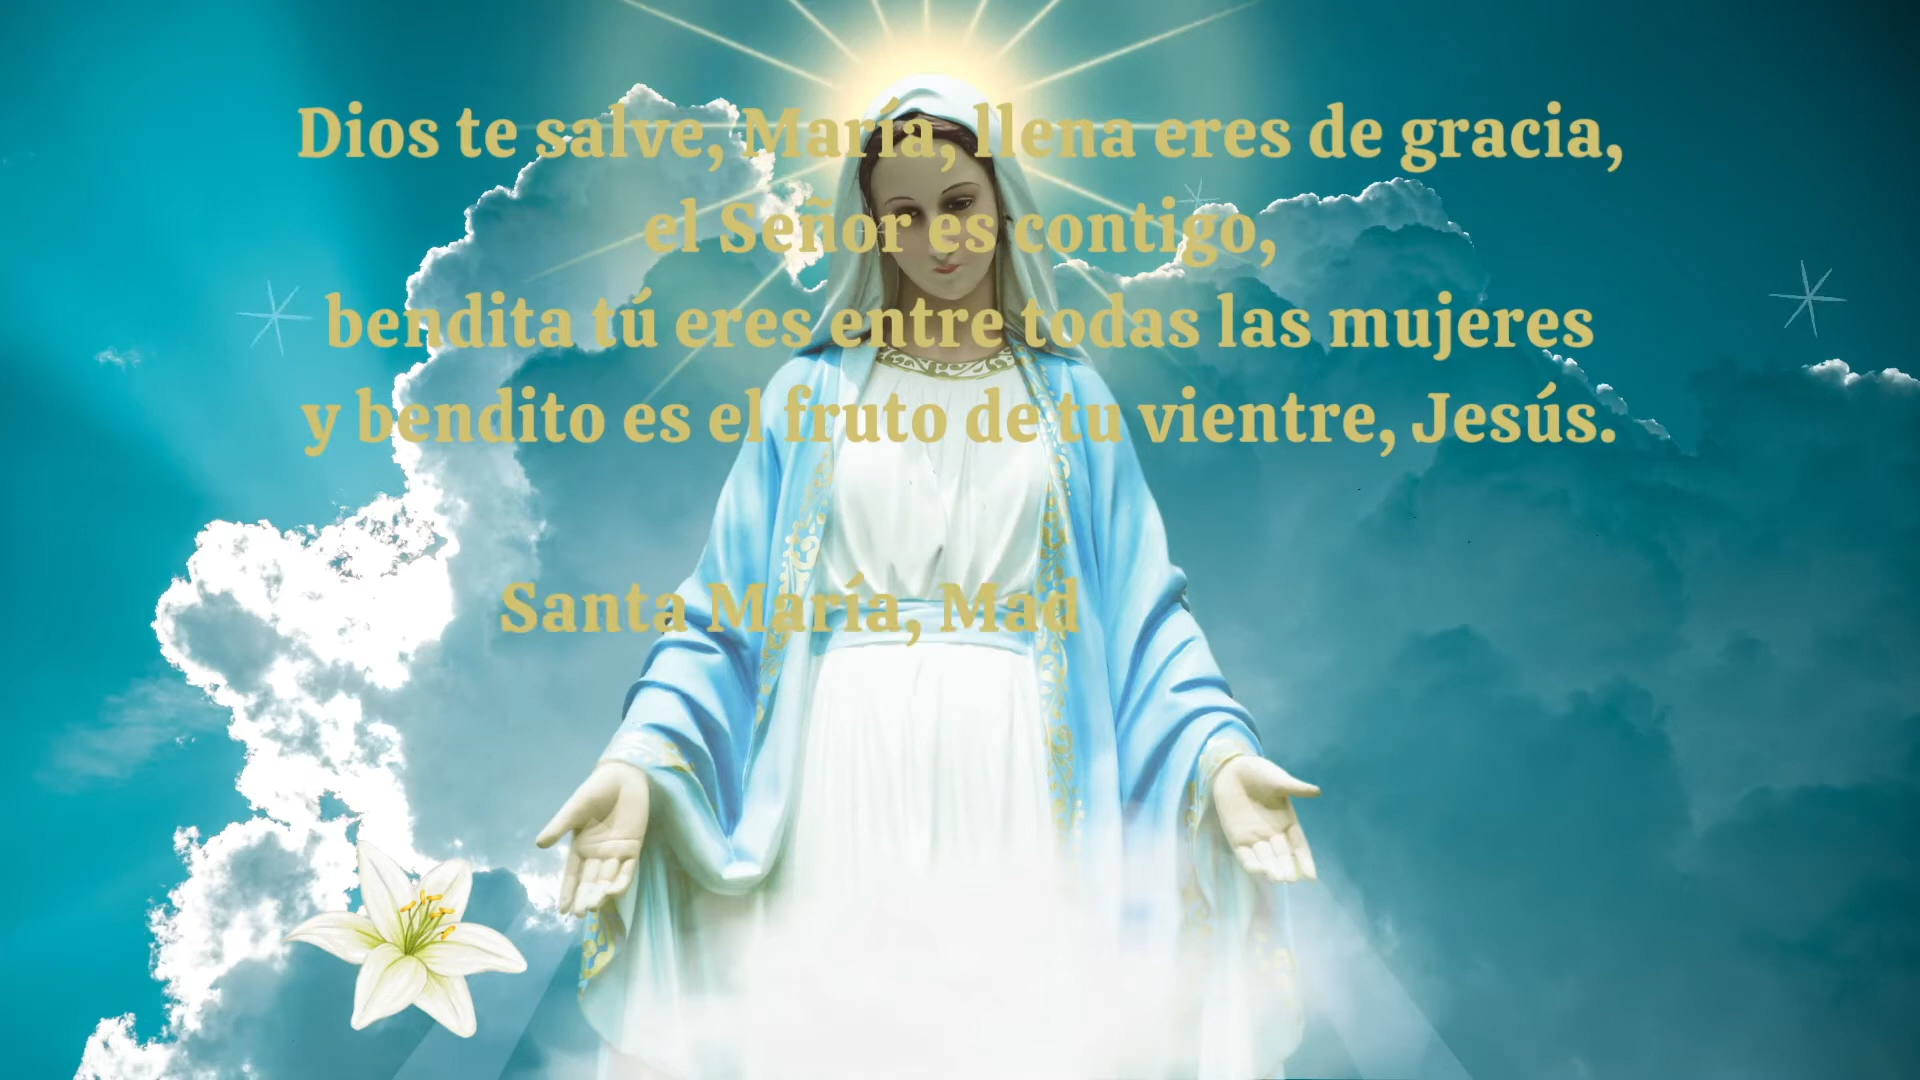 Dios te salve, María, llena eres de gracia,
el Señor es contigo,
bendita tú eres entre todas las mujeres
y bendito es el fruto de tu vientre, Jesús.
Santa María, Mad